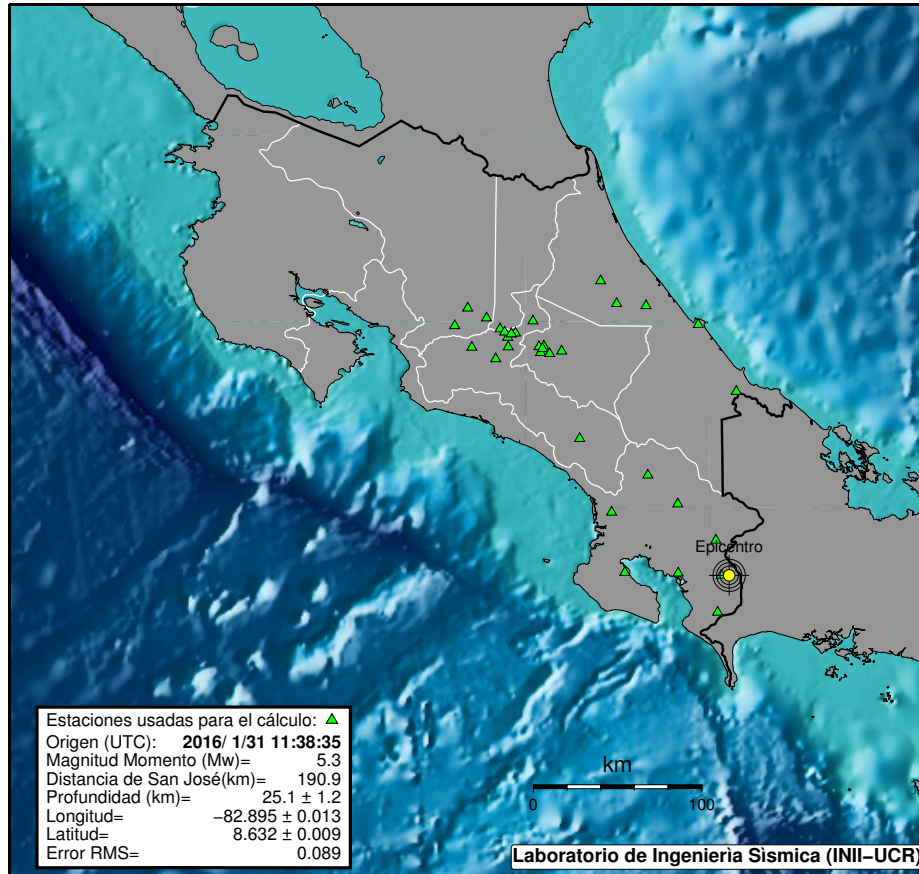 Epicentro
Estaciones usadas para el cálculo:
Origen (UTC): 2016/ 1/31 11:38:35
Magnitud Momento (Mw)= 5.3
Distancia de San José(km)= 190.9
Profundidad (km)= 25.1 ± 1.2
Longitud= −82.895 ± 0.013
Latitud= 8.632 ± 0.009
Error RMS= 0.089
km
0 100
Laboratorio de Ingenierìa Sìsmica (INII−UCR)